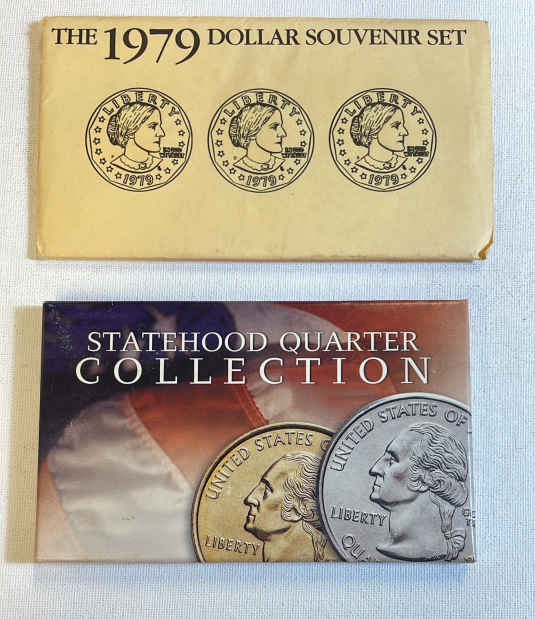 THE 1979 DOLLAR SOUVENIR SET
LIBERTY LIBERTY LIBERTY
1979 1979 1979
STATEHOOD QUARTER
COLLECTION
UNITED STATES O
LIBERTY
UNITED STATES OF
LIBERTY
QUA